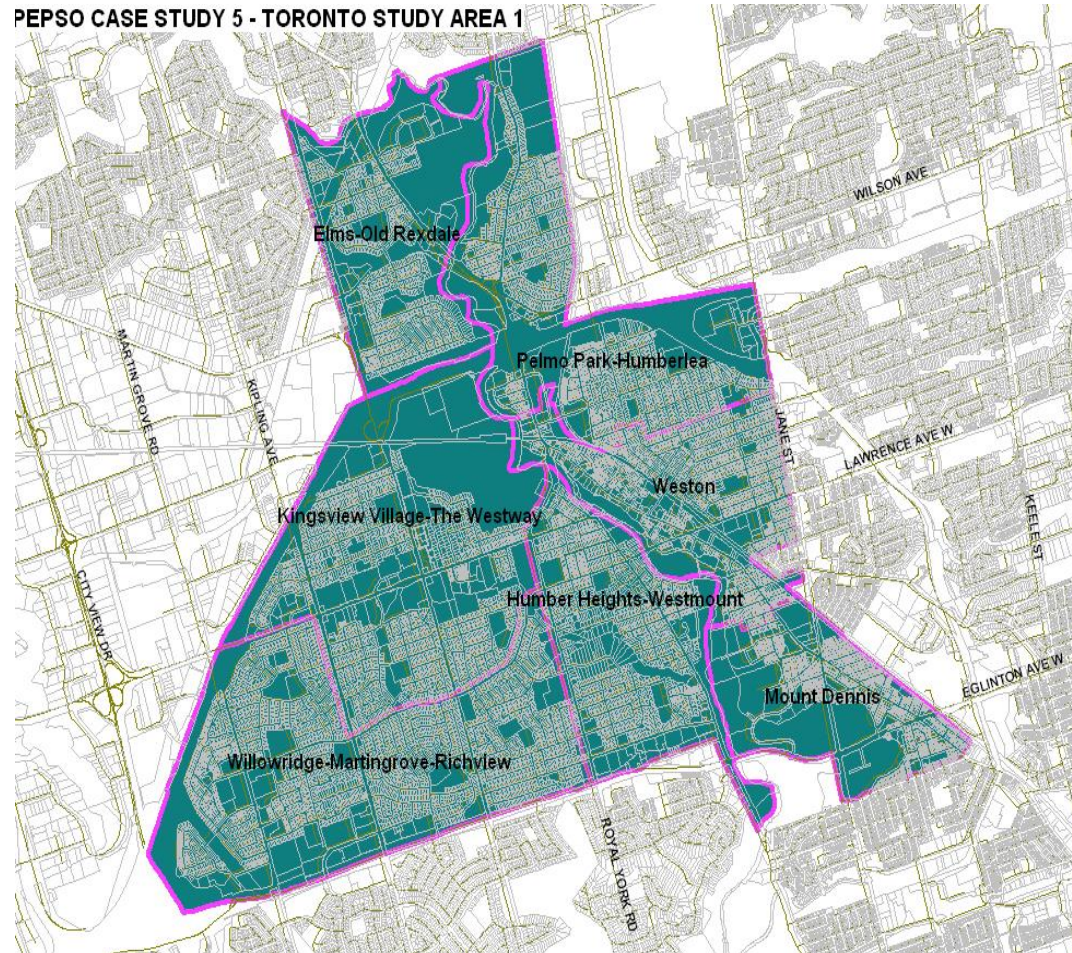 PEPSO CASE STUDY 5 - TORONTO STUDY AREA 1
WILSON AVE
Elms-Old Rexdale
MARTIN GROVE RD
KIPLING AVE
Pelmo Park-Humberlea
JANE ST
LAWRENCE AVE W
Weston
KEELE ST
Kingsview Village-The Westway
CITY VIEW DR
Humber Heights-Westmount
EGLINTON AVE W
Mount Dennis
Willowridge-Martingrove-Richview
ROYAL YORK RD